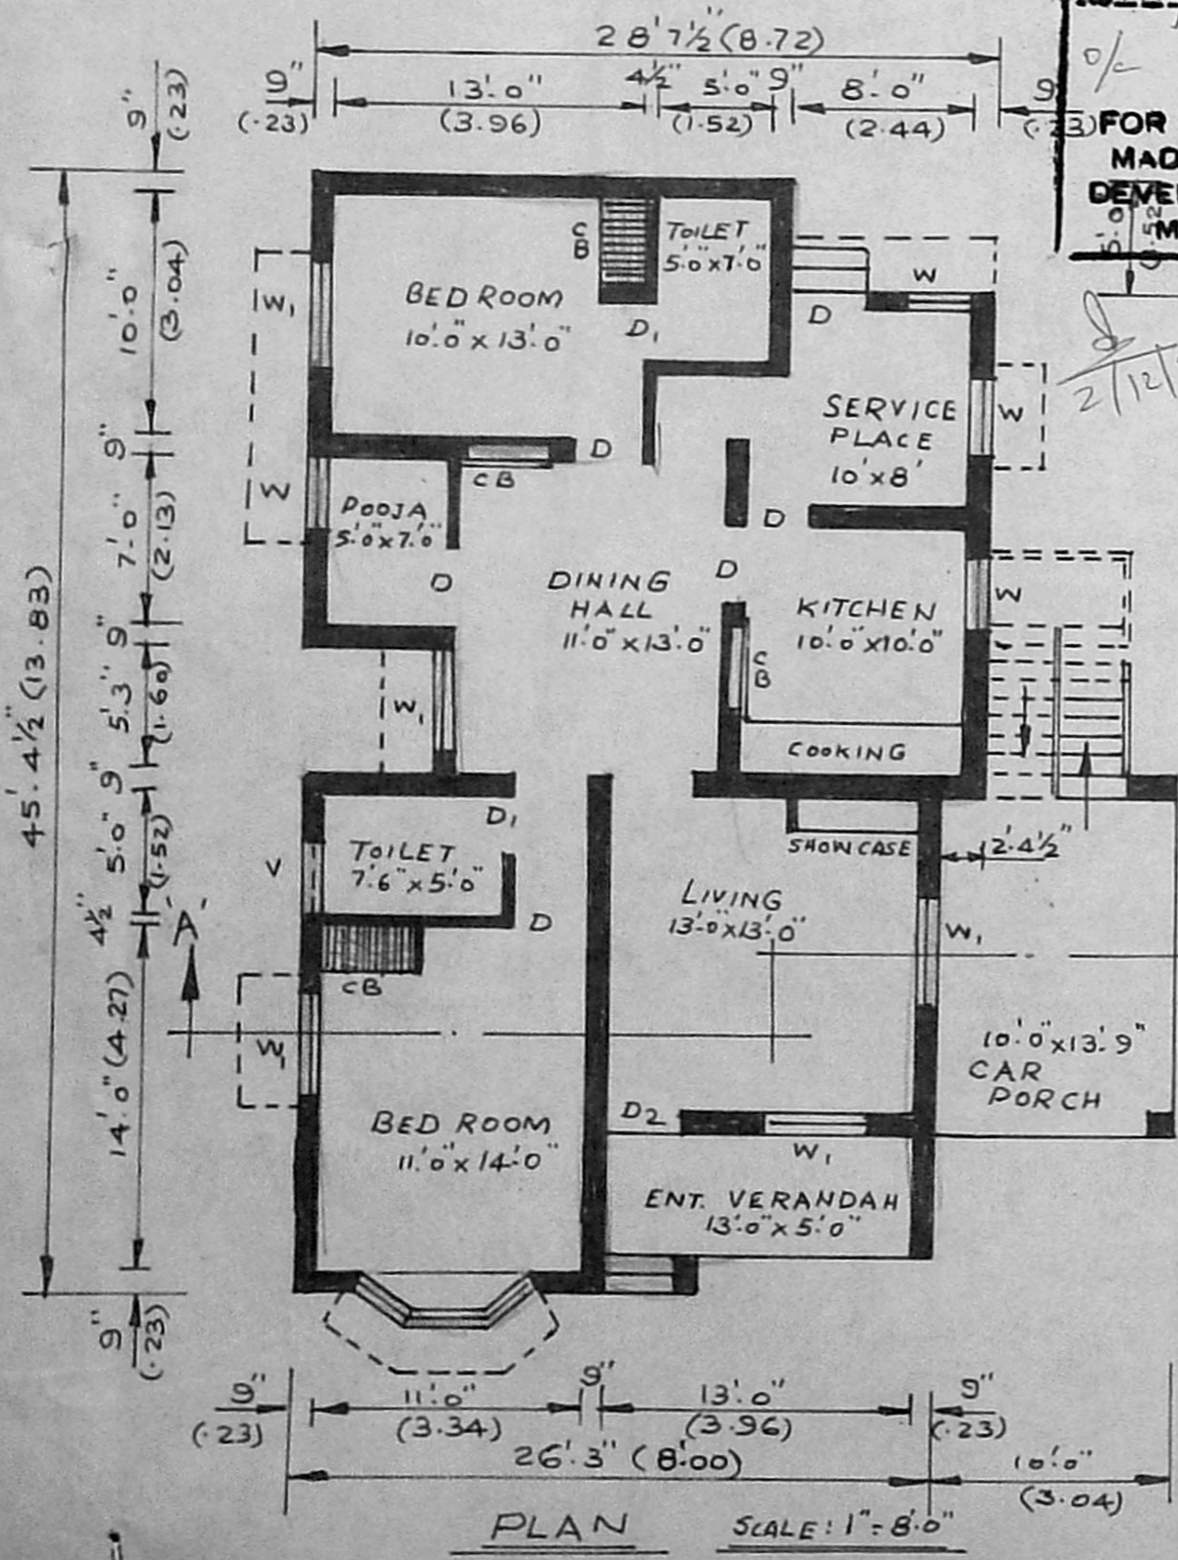 28'7½" (8.72)
9" 13'.0" 4½" 5'.0" 9" 8'-0" 9
(.23) (3.96) (1.52) (2.44) (.23)
o/c
FOR
MAD
DEVE
M
5'.0
2/12/
9"
(.23)
10'.0"
(3.04)
9"
7'.0"
(2.13)
9"
5'.3"
(1.60)
9"
5'.0"
(1.52)
4½"
14'.0" (4.27)
9"
(.23)
45'.4½" (13.83)
CB
TOILET
5'.0"x7'.0"
BED ROOM
10'.0" x 13'.0"
W1
D1
D
W
SERVICE
PLACE
10'x8'
W
D
CB
W
POOJA
5'.0"x7'.0"
D
D
D
DINING
HALL
11'.0"x13'.0"
KITCHEN
10'.0"x10'.0"
W
CB
W1
COOKING
D1
SHOWCASE
2'.4½"
TOILET
7'.6"x5'.0"
V
D
LIVING
13'.0"x13'.0"
W1
'A'
CB
W1
10'.0"x13'.9"
CAR
PORCH
BED ROOM
11'.0"x14'.0"
D2
W1
ENT. VERANDAH
13'.0"x5'.0"
9" 11'.0" 9" 13'.0" 9"
(.23) (3.34) (3.96) (.23)
26'.3" (8.00) 10'.0"
(3.04)
PLAN SCALE: 1"=8'.0"